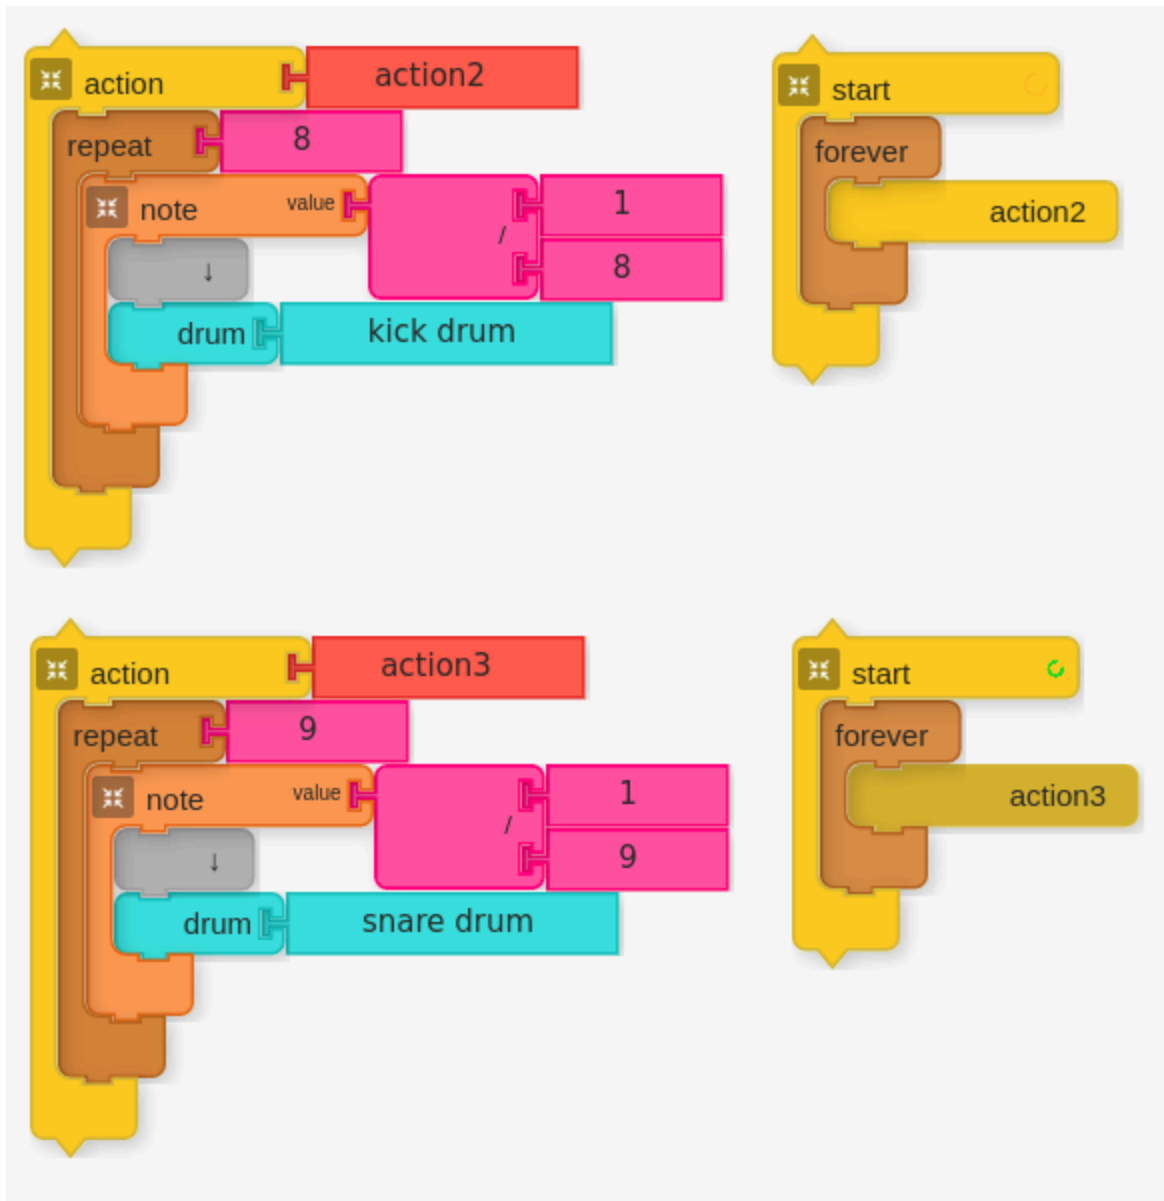 action action2
repeat 8
note value / 1
8
↓
drum kick drum
start
forever
action2
action action3
repeat 9
note value / 1
9
↓
drum snare drum
start
forever
action3